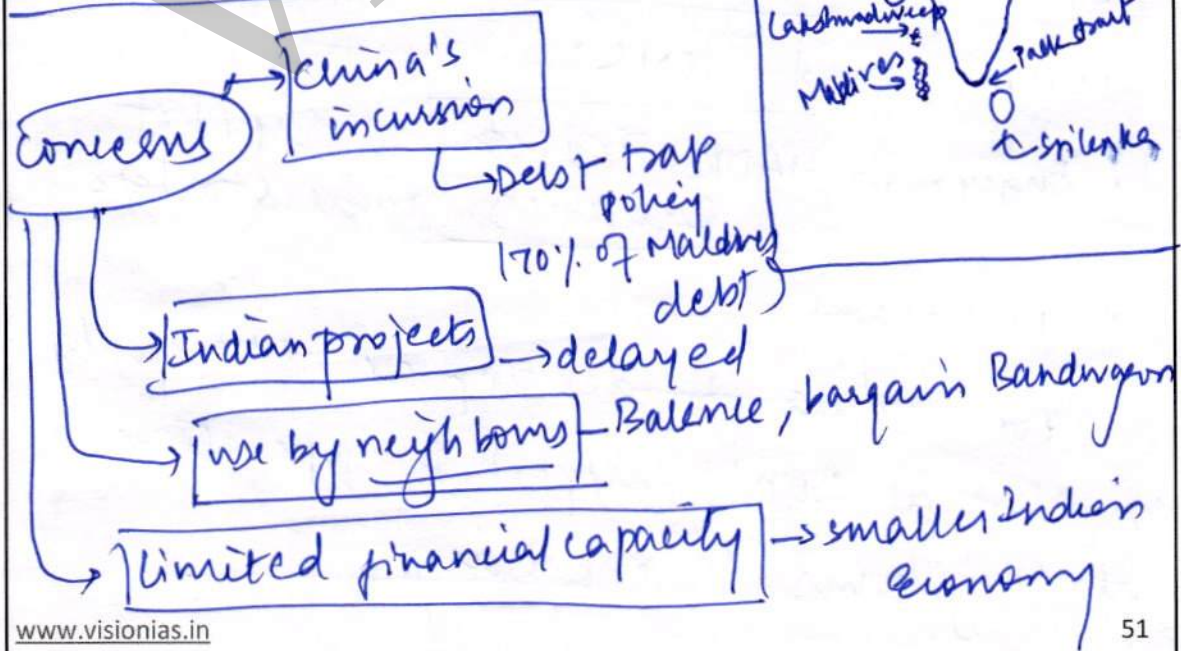 Lakshadweep
Maldives
Palk strait
Srilanka
Concerns
China's
incursion
Debt trap
policy
(70% of Maldives
debt)
Indian projects → delayed
use by neighbours – Balance, bargain Bandwagon
Limited financial capacity → smaller Indian
Economy
www.visionias.in
51